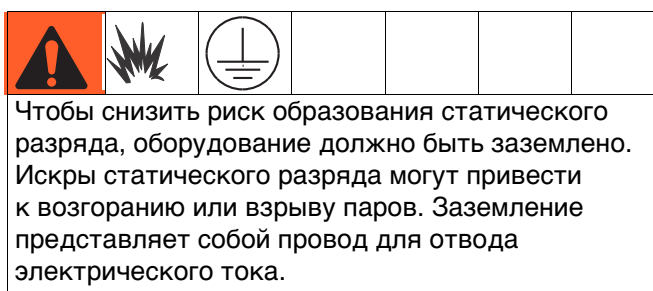 Чтобы снизить риск образования статического
разряда, оборудование должно быть заземлено.
Искры статического разряда могут привести
к возгоранию или взрыву паров. Заземление
представляет собой провод для отвода
электрического тока.